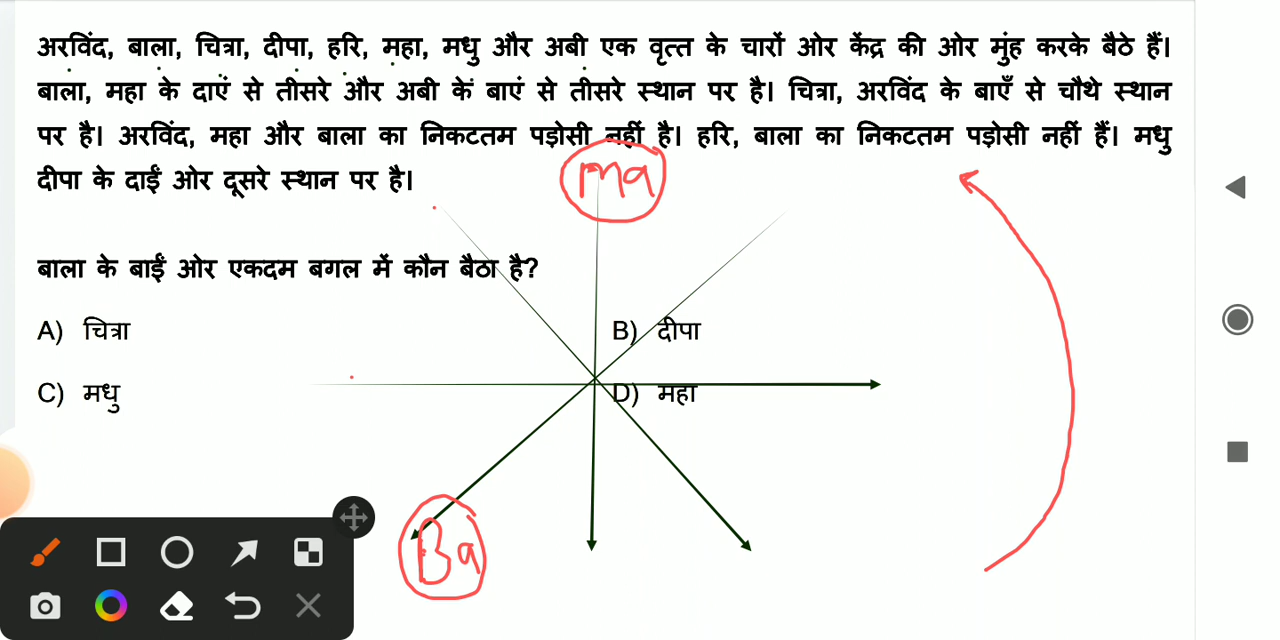 अरविंद, बाला, चित्रा, दीपा, हरि, महा, मधु और अबी एक वृत्त के चारों ओर केंद्र की ओर मुंह करके बैठे हैं।
बाला, महा के दाएं से तीसरे और अबी के बाएं से तीसरे स्थान पर है। चित्रा, अरविंद के बाएँ से चौथे स्थान
पर है। अरविंद, महा और बाला का निकटतम पड़ोसी नहीं है। हरि, बाला का निकटतम पड़ोसी नहीं हैं। मधु
दीपा के दाईं ओर दूसरे स्थान पर है।
ma
बाला के बाईं ओर एकदम बगल में कौन बैठा है?
A) चित्रा
B) दीपा
C) मधु
D) महा
Ba